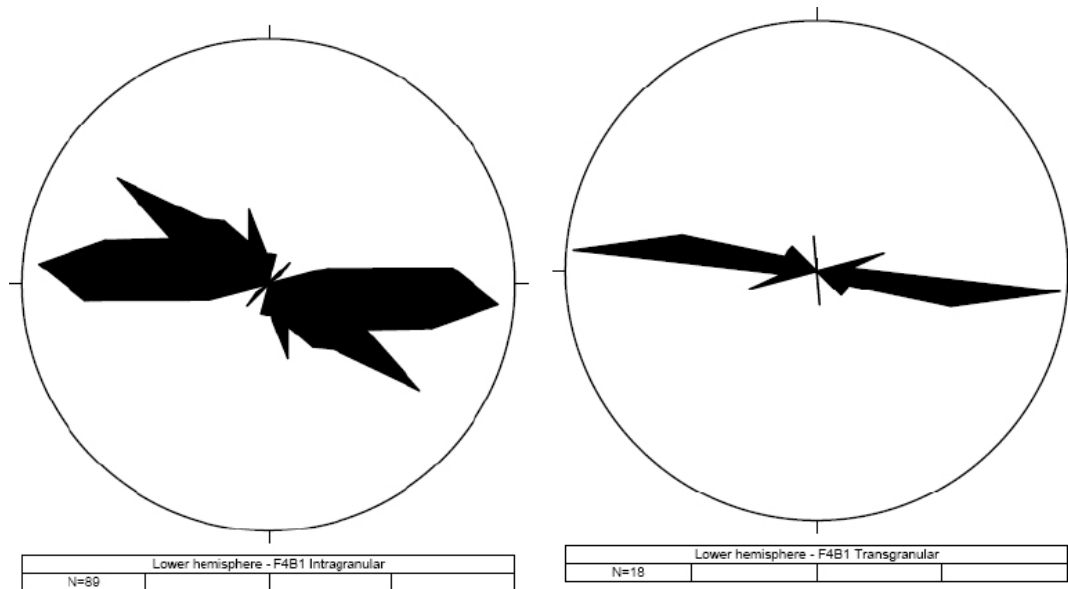 Lower hemisphere - F4B1 Intragranular
N=89
Lower hemisphere - F4B1 Transgranular
N=18